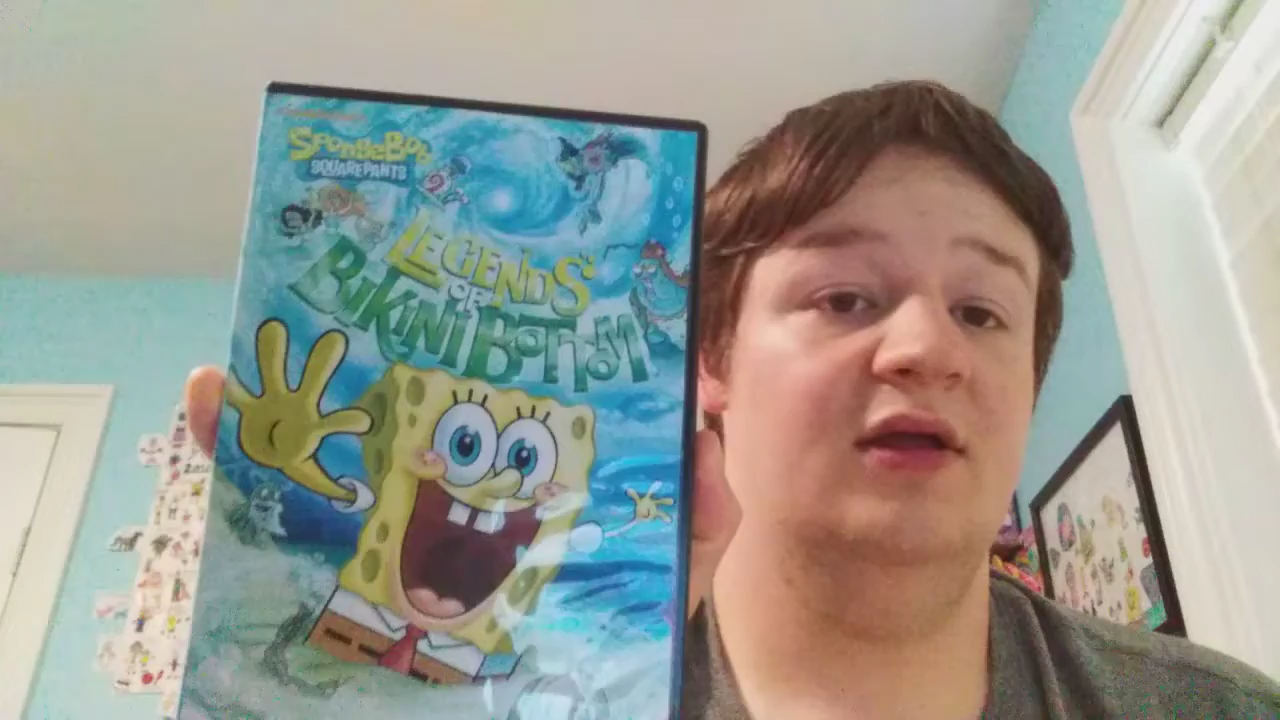 SPONGEBOB
SQUAREPANTS
LEGENDS
OF
BIKINI BOTTOM